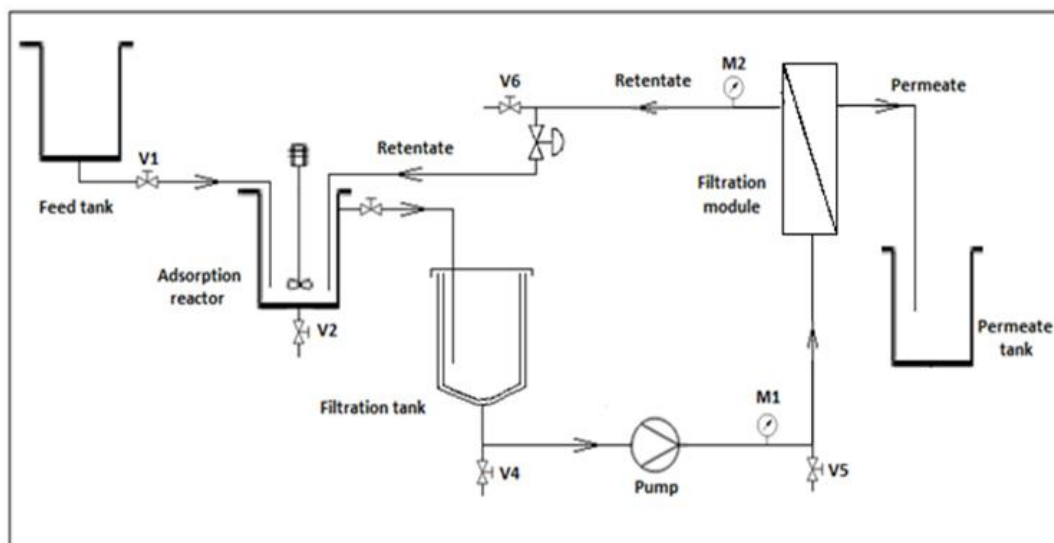 M2
V6
Retentate
Permeate
V1
Retentate
Filtration
module
Feed tank
Adsorption
reactor
V2
Permeate
tank
Filtration tank
M1
V4
V5
Pump